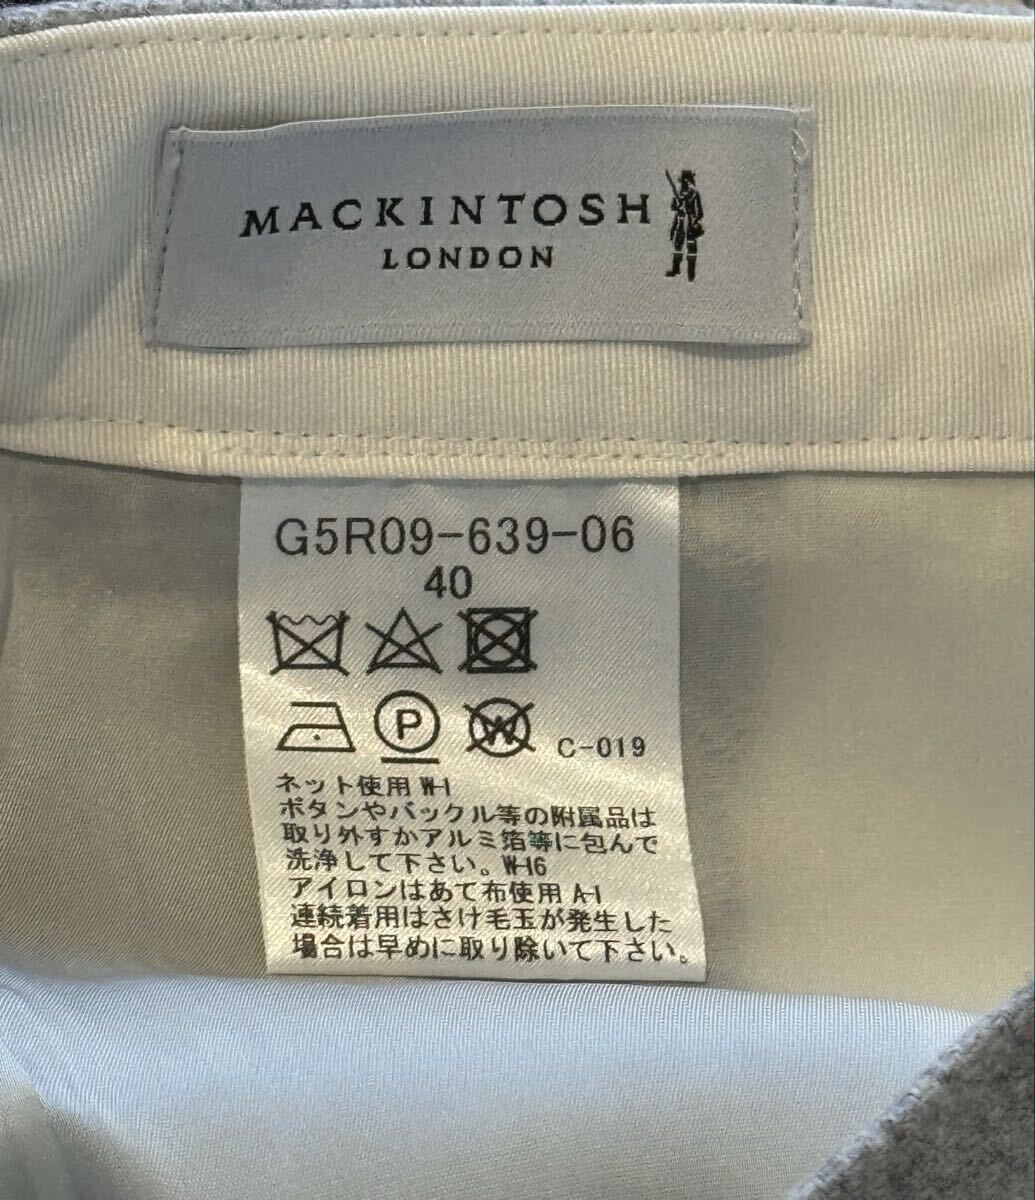 MACKINTOSH
LONDON
G5R09-639-06
40
P
W
C-019
ネット使用 W-1
ボタンやバックル等の附属品は
取り外すかアルミ箔等に包んで
洗浄して下さい。W-16
アイロンはあて布使用 A-1
連続着用はさけ毛玉が発生した
場合は早めに取り除いて下さい。